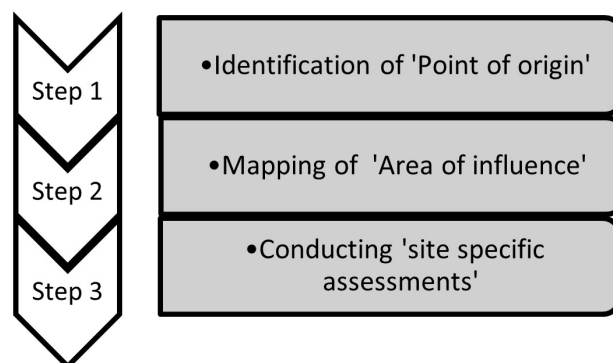 Step 1
•Identification of 'Point of origin'
Step 2
•Mapping of 'Area of influence'
Step 3
•Conducting 'site specific
assessments'